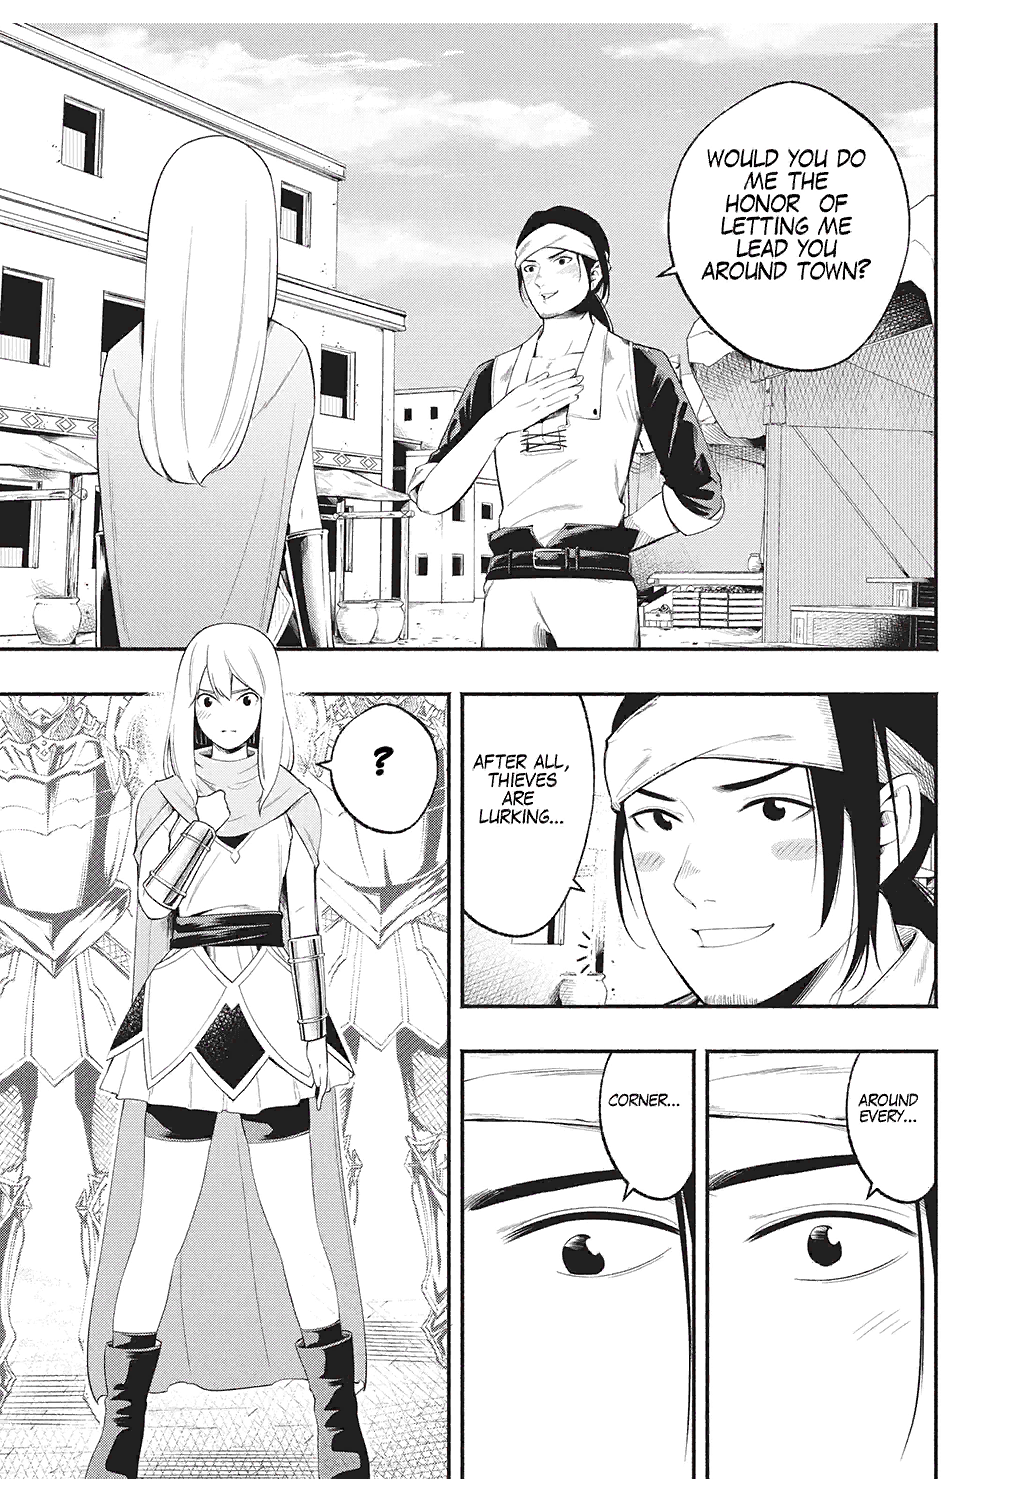 WOULD YOU DO
ME THE
HONOR OF
LETTING ME
LEAD YOU
AROUND TOWN?
AFTER ALL,
THIEVES
ARE
LURKING...
AROUND
EVERY...
CORNER...
?